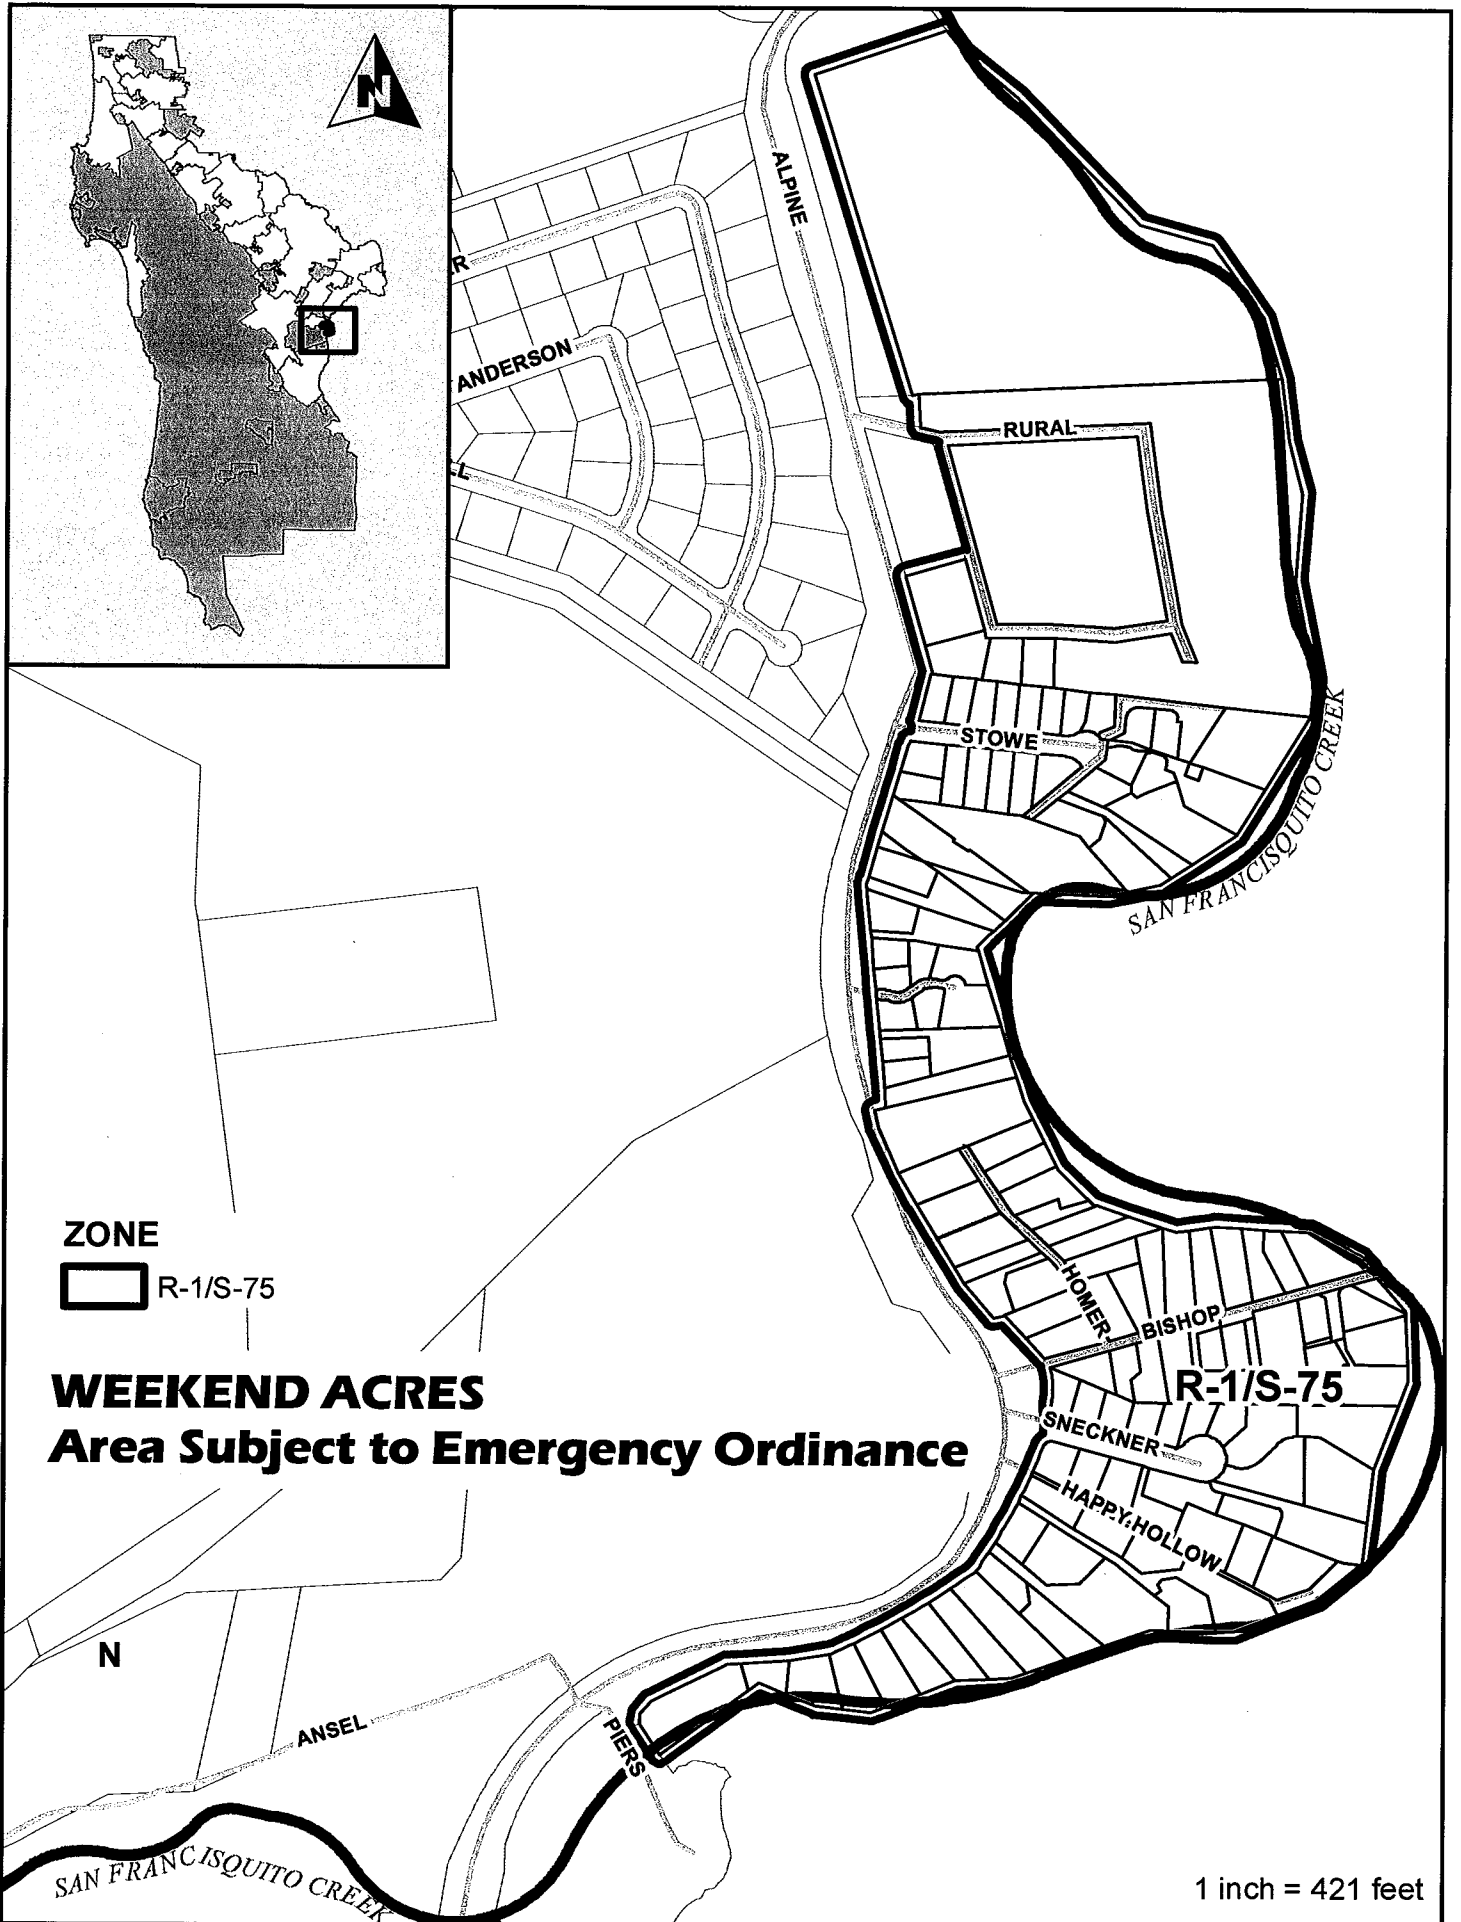 N
ALPINE
ANDERSON
RURAL
STOWE
SAN FRANCISQUITO CREEK
ZONE
R-1/S-75
HOMER
BISHOP
R-1/S-75
WEEKEND ACRES
Area Subject to Emergency Ordinance
SNECKNER
HAPPY HOLLOW
N
ANSEL
PIERS
SAN FRANCISQUITO CREEK
1 inch = 421 feet